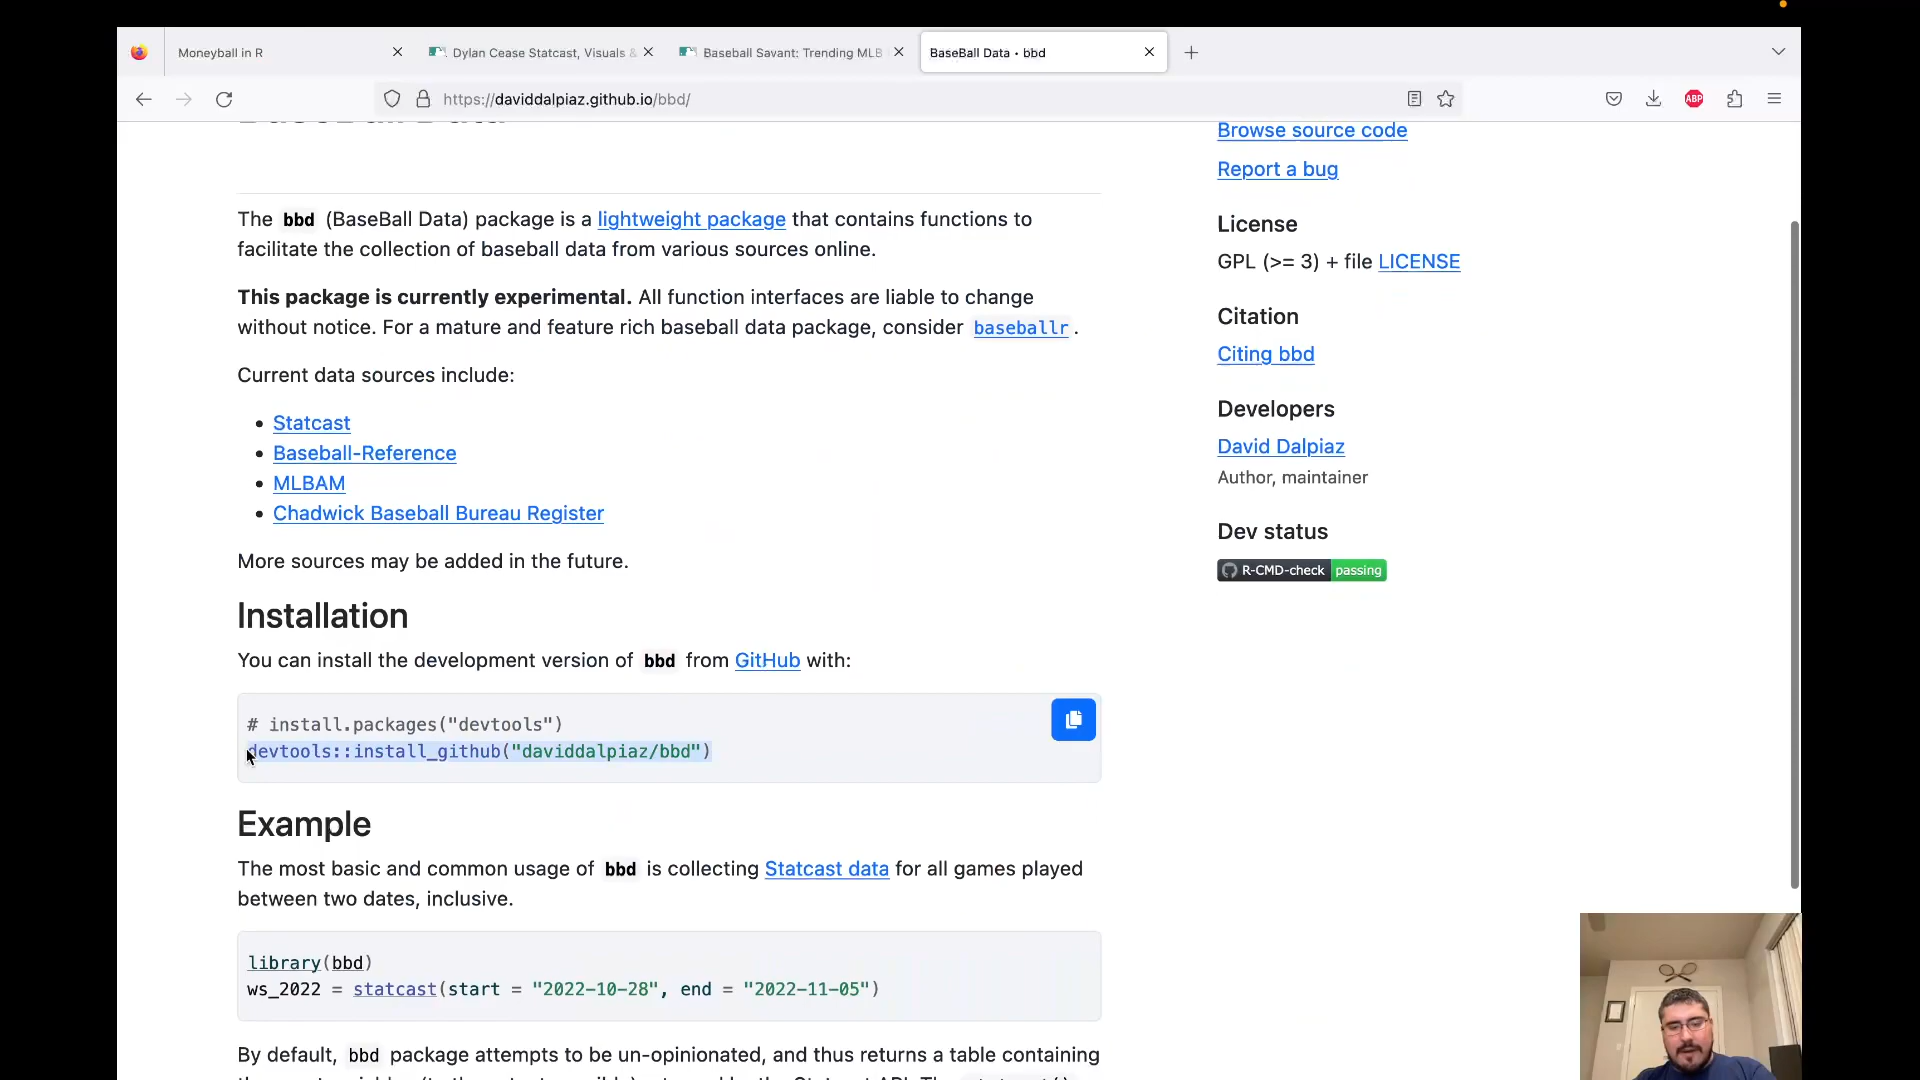 Moneyball in R
Dylan Cease Statcast, Visuals &
Baseball Savant: Trending MLB
BaseBall Data • bbd
https://daviddalpiaz.github.io/bbd/
ABP
BaseBall Data
Browse source code
Report a bug
The bbd (BaseBall Data) package is a lightweight package that contains functions to
facilitate the collection of baseball data from various sources online.
This package is currently experimental. All function interfaces are liable to change
without notice. For a mature and feature rich baseball data package, consider baseballr.
Current data sources include:
• Statcast
• Baseball-Reference
• MLBAM
• Chadwick Baseball Bureau Register
More sources may be added in the future.
Installation
You can install the development version of bbd from GitHub with:
# install.packages("devtools")
devtools::install_github("daviddalpiaz/bbd")
Example
The most basic and common usage of bbd is collecting Statcast data for all games played
between two dates, inclusive.
library(bbd)
ws_2022 = statcast(start = "2022-10-28", end = "2022-11-05")
By default, bbd package attempts to be un-opinionated, and thus returns a table containing
License
GPL (>= 3) + file LICENSE
Citation
Citing bbd
Developers
David Dalpiaz
Author, maintainer
Dev status
R-CMD-check passing